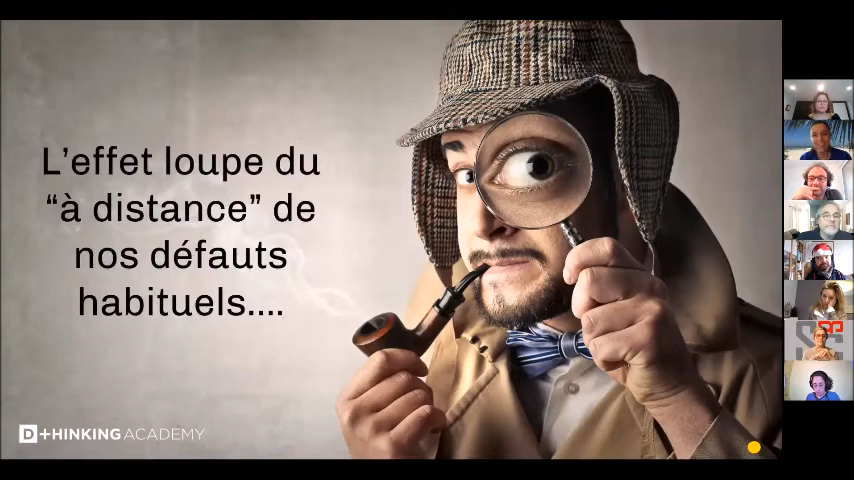 L’effet loupe du
“à distance” de
nos défauts
habituels....
D+HINKING ACADEMY